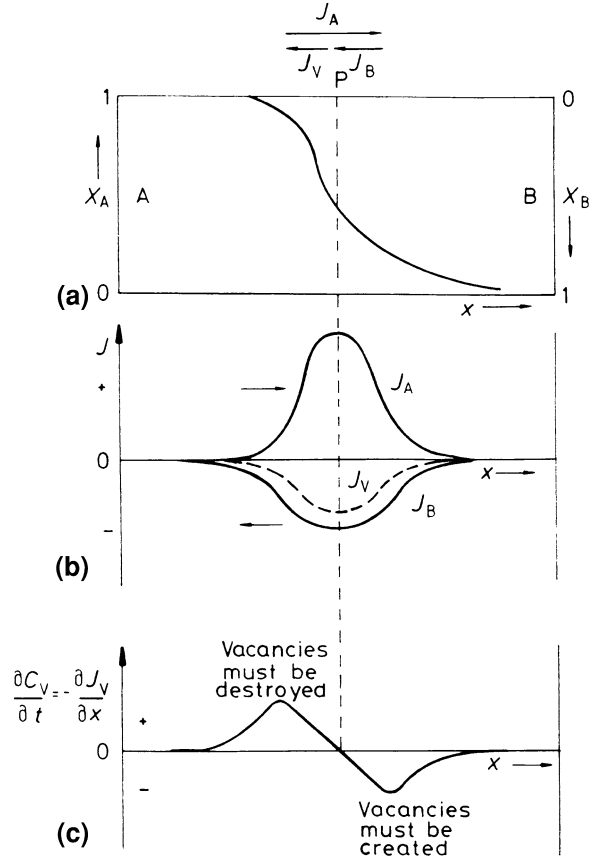 J_A
J_V J_B
P
1 0
X_A A B X_B
(a) 0 1
x
J
+
J_A
0
J_V x
J_B
-
(b)
Vacancies
must be
destroyed
∂C_V/∂t = - ∂J_V/∂x
+
0
x
-
Vacancies
must be
created
(c)